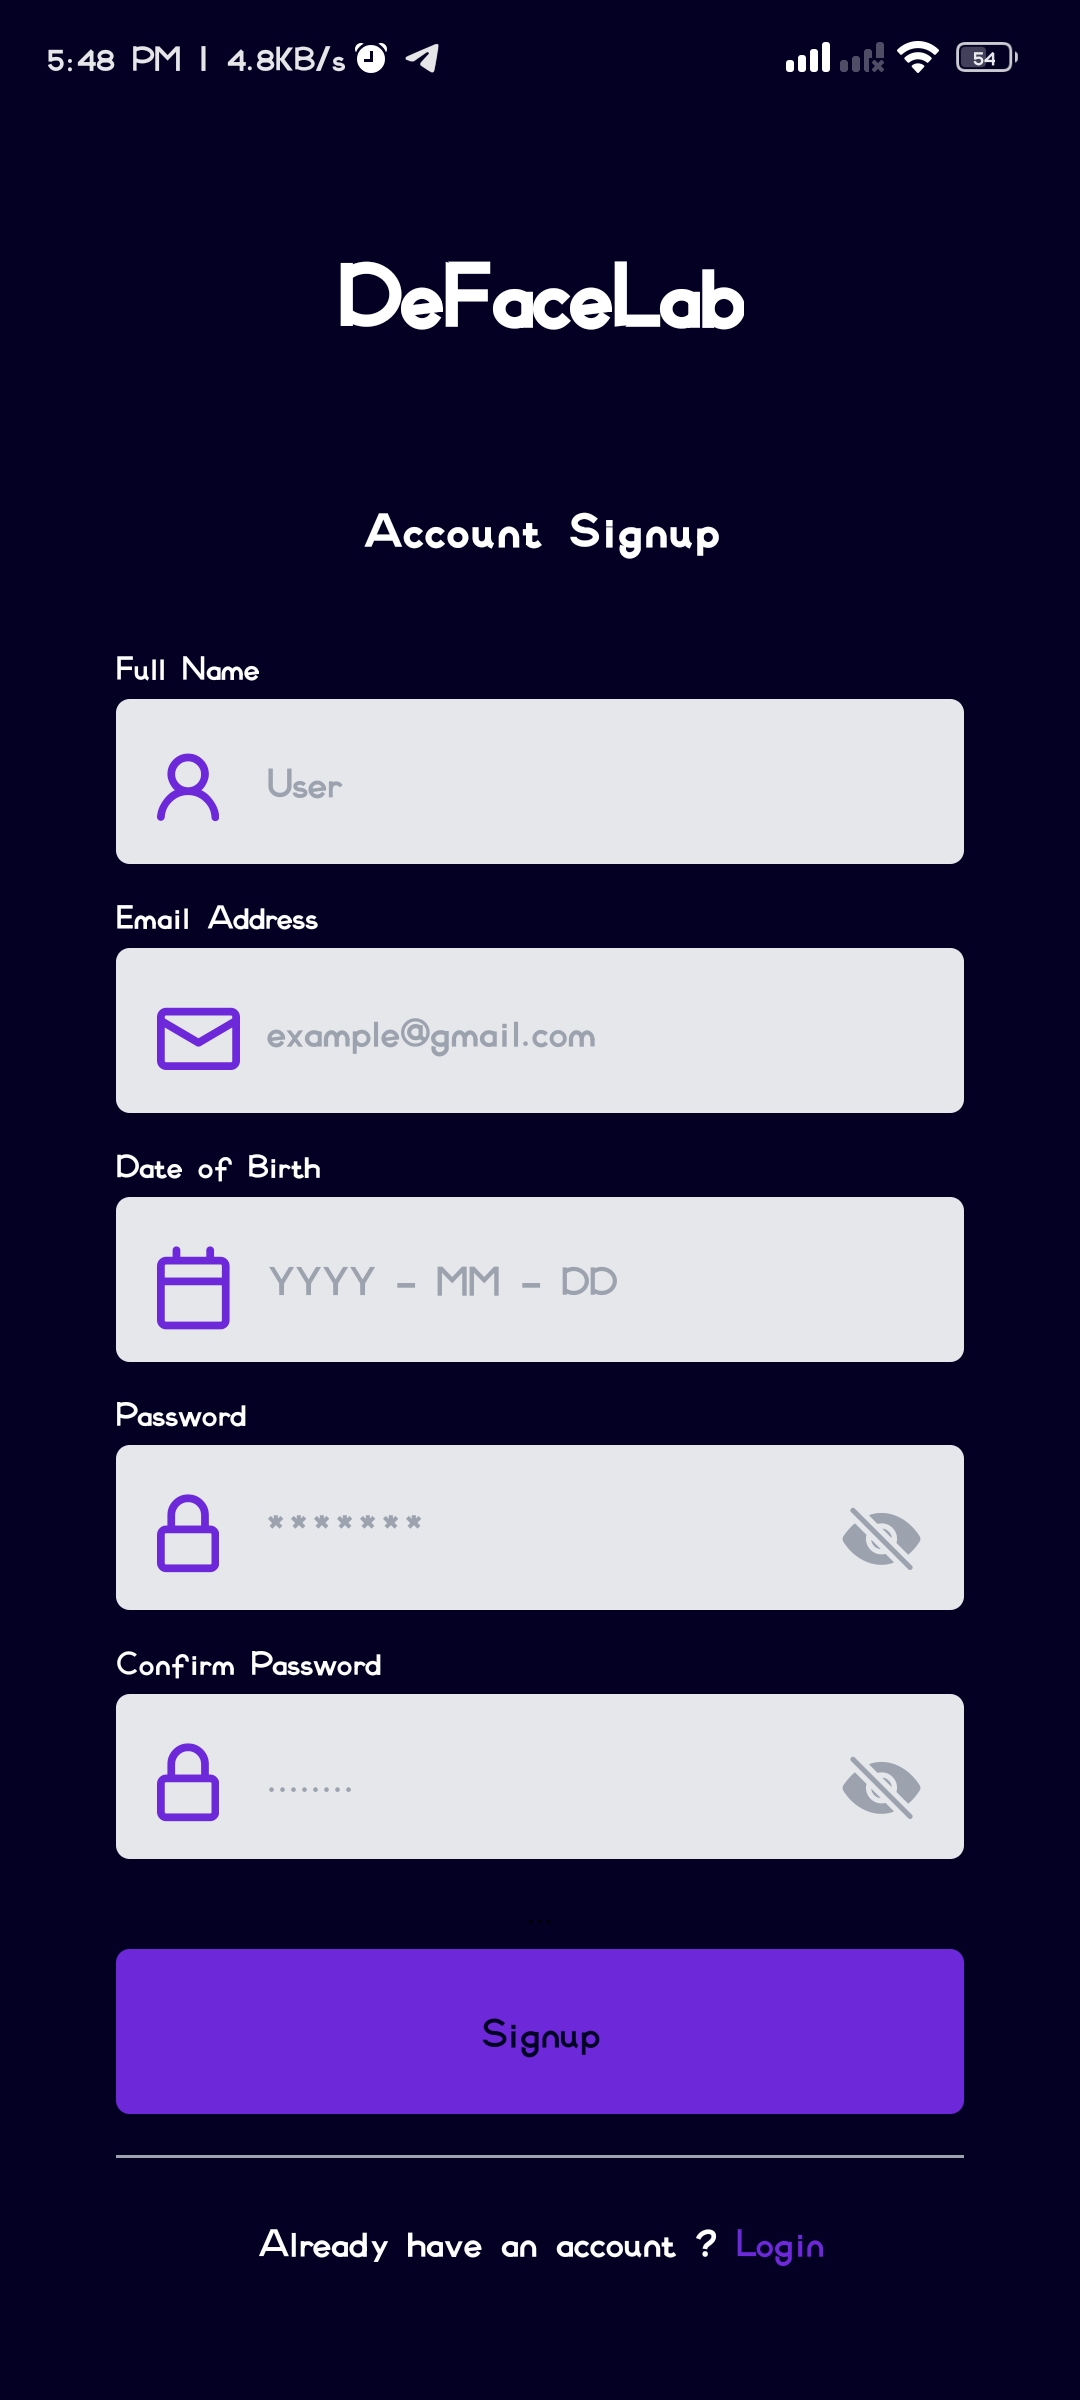 5:48 PM | 4.8KB/s 54
DeFaceLab
Account Signup
Full Name
User
Email Address
example@gmail.com
Date of Birth
YYYY - MM - DD
Password
*******
Confirm Password
········
...
Signup
Already have an account ? Login